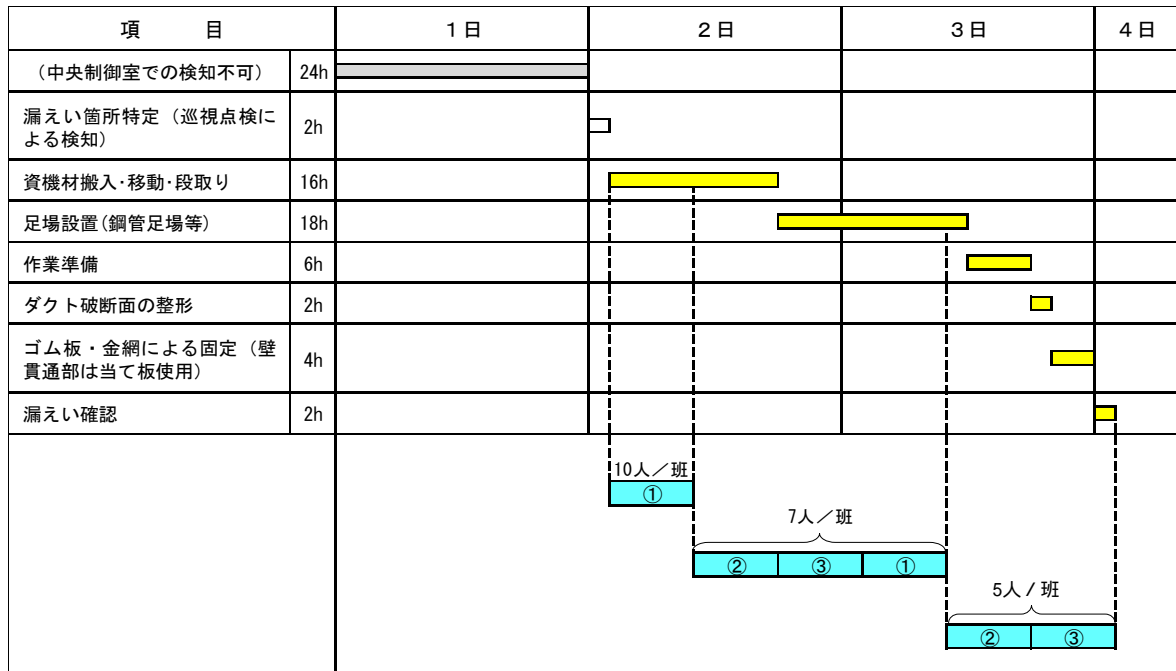 項 目 1日 2日 3日 4日
(中央制御室での検知不可) 24h
漏えい箇所特定(巡視点検に
よる検知) 2h
資機材搬入・移動・段取り 16h
足場設置(鋼管足場等) 18h
作業準備 6h
ダクト破断面の整形 2h
ゴム板・金網による固定(壁
貫通部は当て板使用) 4h
漏えい確認 2h
10人/班
①
7人/班
② ③ ①
5人/班
② ③